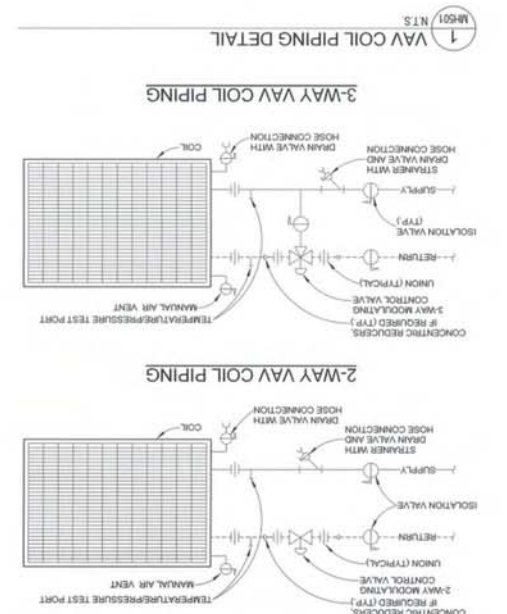 CONCENTRIC REDUCERS,
IF REQUIRED (TYP.)
2-WAY MODULATING
CONTROL VALVE
UNION (TYPICAL)
TEMPERATURE/PRESSURE TEST PORT
MANUAL AIR VENT
RETURN
ISOLATION VALVE
SUPPLY
STRAINER WITH
DRAIN VALVE AND
HOSE CONNECTION
DRAIN VALVE WITH
HOSE CONNECTION
COIL
2-WAY VAV COIL PIPING
CONCENTRIC REDUCERS,
IF REQUIRED (TYP.)
3-WAY MODULATING
CONTROL VALVE
UNION (TYPICAL)
TEMPERATURE/PRESSURE TEST PORT
MANUAL AIR VENT
RETURN
ISOLATION VALVE
(TYP.)
SUPPLY
STRAINER WITH
DRAIN VALVE AND
HOSE CONNECTION
DRAIN VALVE WITH
HOSE CONNECTION
COIL
3-WAY VAV COIL PIPING
1
MH501
VAV COIL PIPING DETAIL
N.T.S.